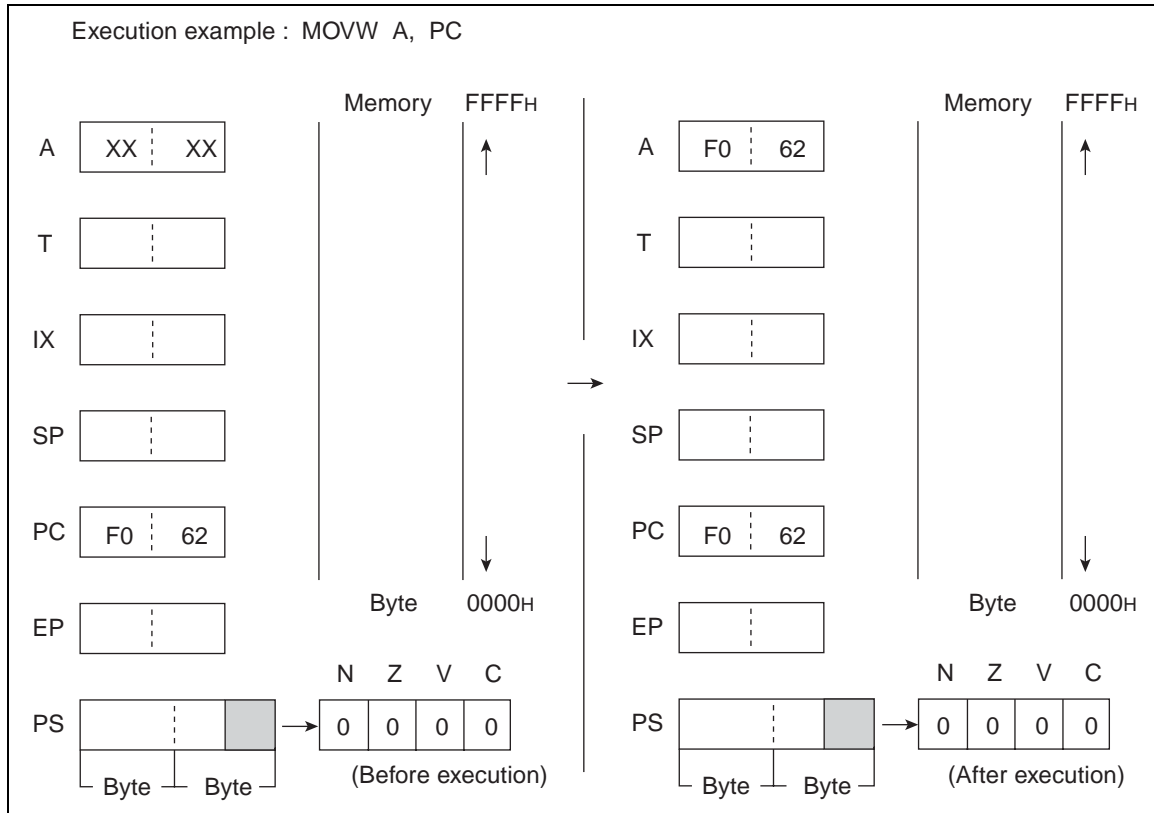 Execution example : MOVW A, PC
Memory FFFFH
A XX XX
T
IX
SP
PC F0 62
Byte 0000H
EP
N Z V C
PS 0 0 0 0
Byte Byte (Before execution)
Memory FFFFH
A F0 62
T
IX
SP
PC F0 62
Byte 0000H
EP
N Z V C
PS 0 0 0 0
Byte Byte (After execution)